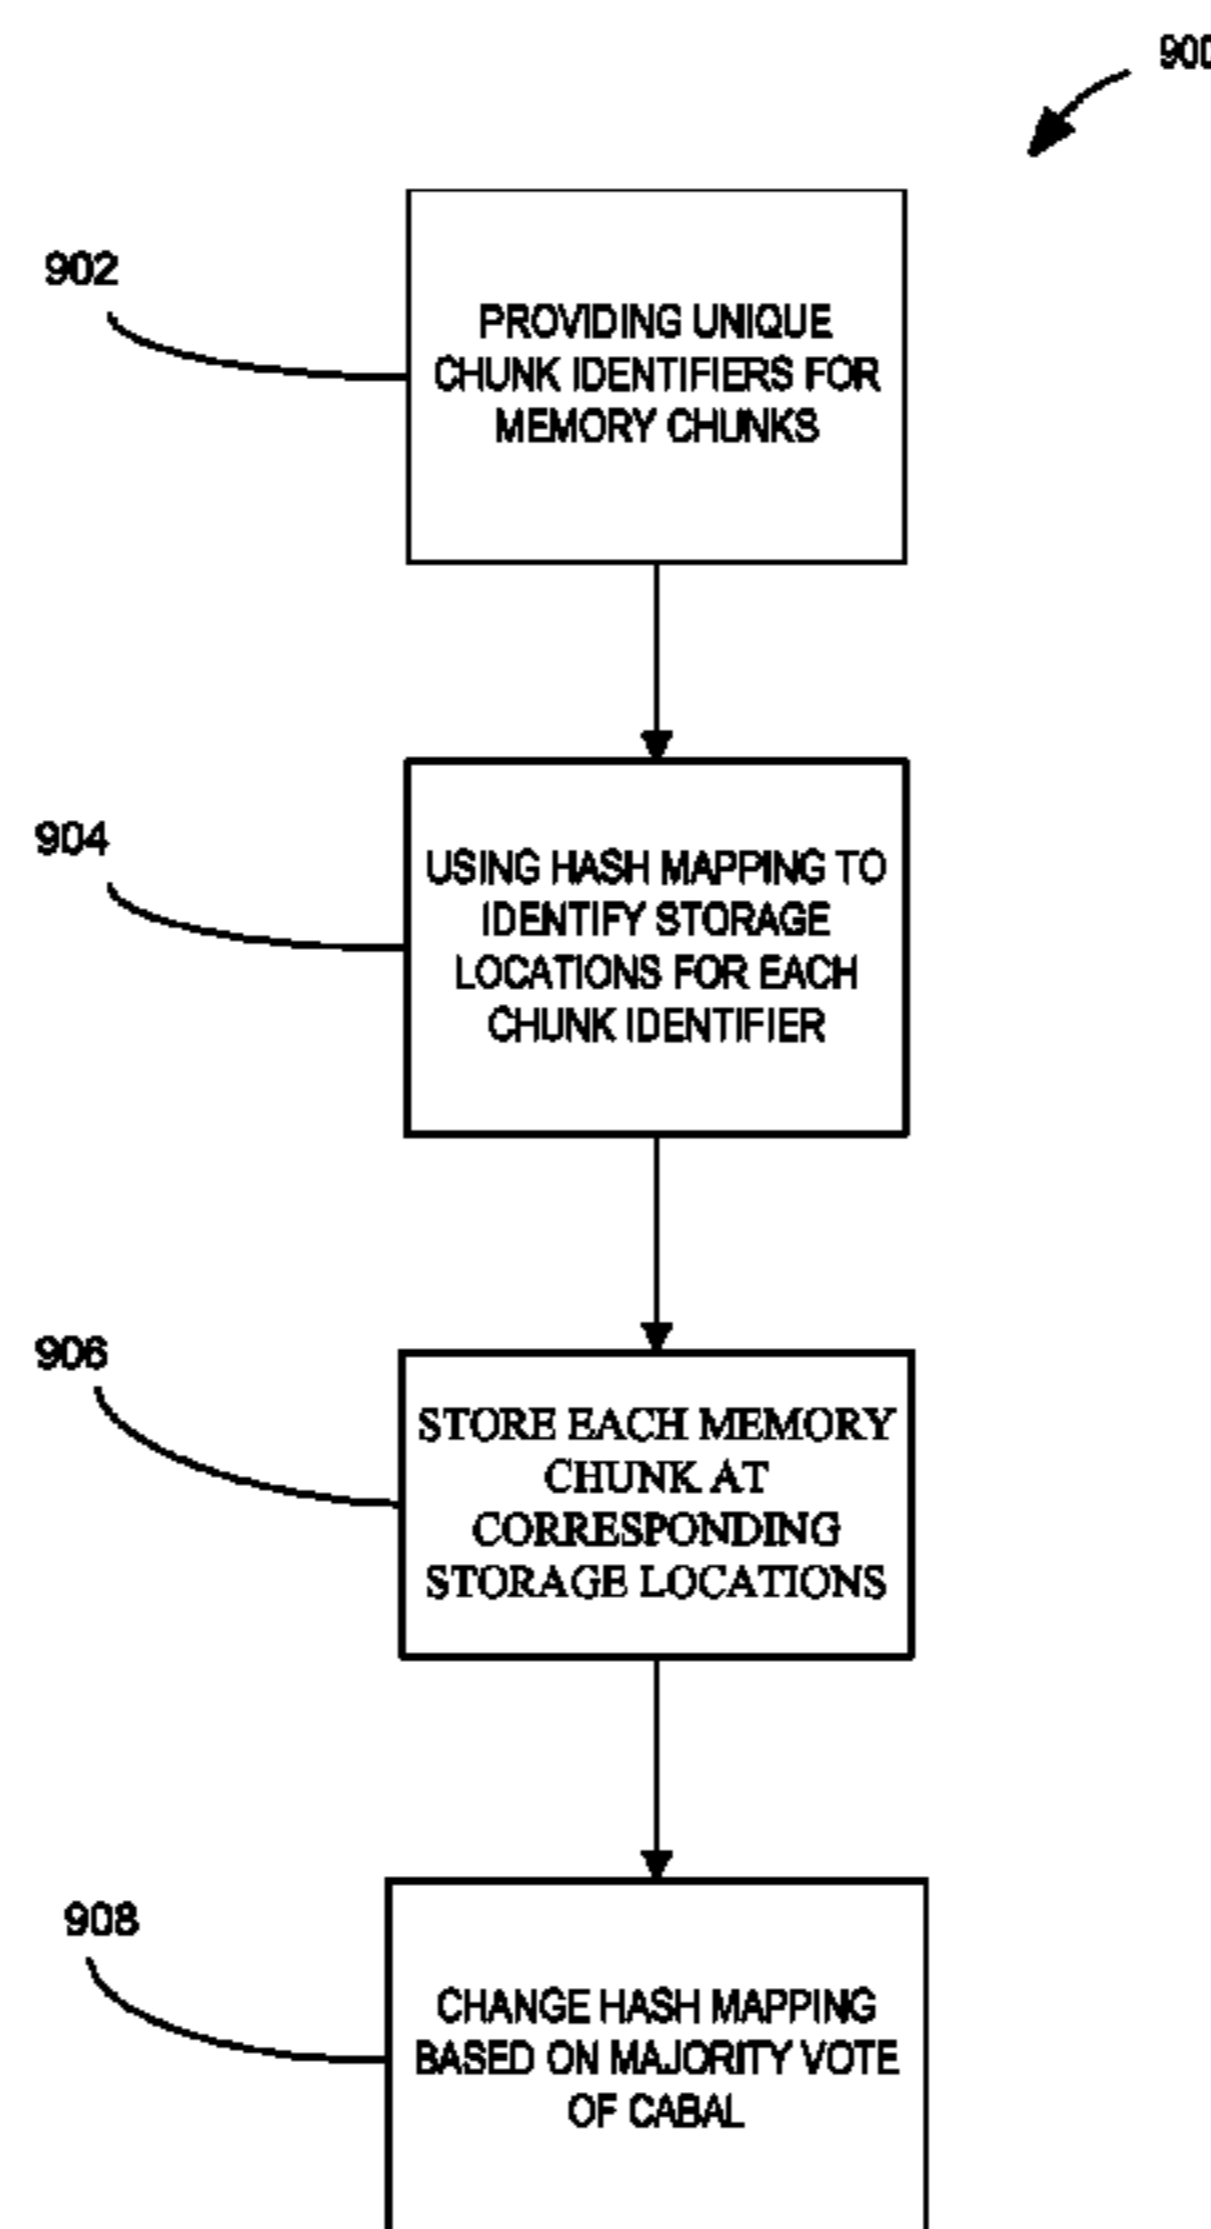 900
902
PROVIDING UNIQUE
CHUNK IDENTIFIERS FOR
MEMORY CHUNKS
904
USING HASH MAPPING TO
IDENTIFY STORAGE
LOCATIONS FOR EACH
CHUNK IDENTIFIER
906
STORE EACH MEMORY
CHUNK AT
CORRESPONDING
STORAGE LOCATIONS
908
CHANGE HASH MAPPING
BASED ON MAJORITY VOTE
OF CABAL